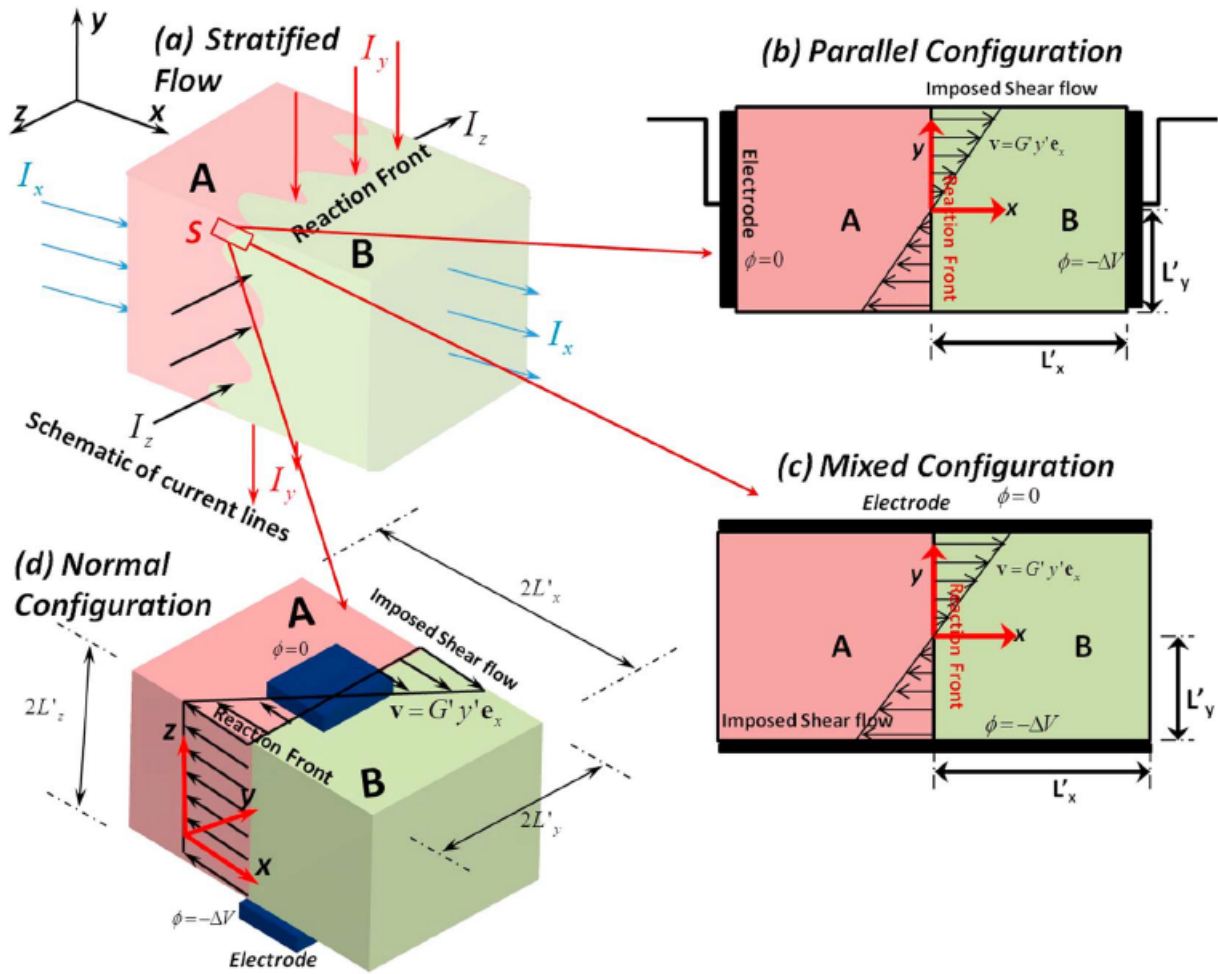 y
z
x
(a) Stratified
Flow
I_y
I_z
A
I_x
S
Reaction Front
B
I_x
I_z
I_y
Schematic of current lines
(b) Parallel Configuration
Imposed Shear flow
y
v=G'y'e_x
Electrode
Reaction Front
A
x
B
ϕ=0
ϕ=-ΔV
L'_y
L'_x
(c) Mixed Configuration
Electrode
ϕ=0
y
v=G'y'e_x
Reaction Front
A
x
B
Imposed Shear flow
ϕ=-ΔV
L'_y
L'_x
(d) Normal
Configuration
A
2L'_x
Imposed Shear flow
ϕ=0
2L'_z
v=G'y'e_x
Reaction Front
z
B
y
2L'_y
x
ϕ=-ΔV
Electrode